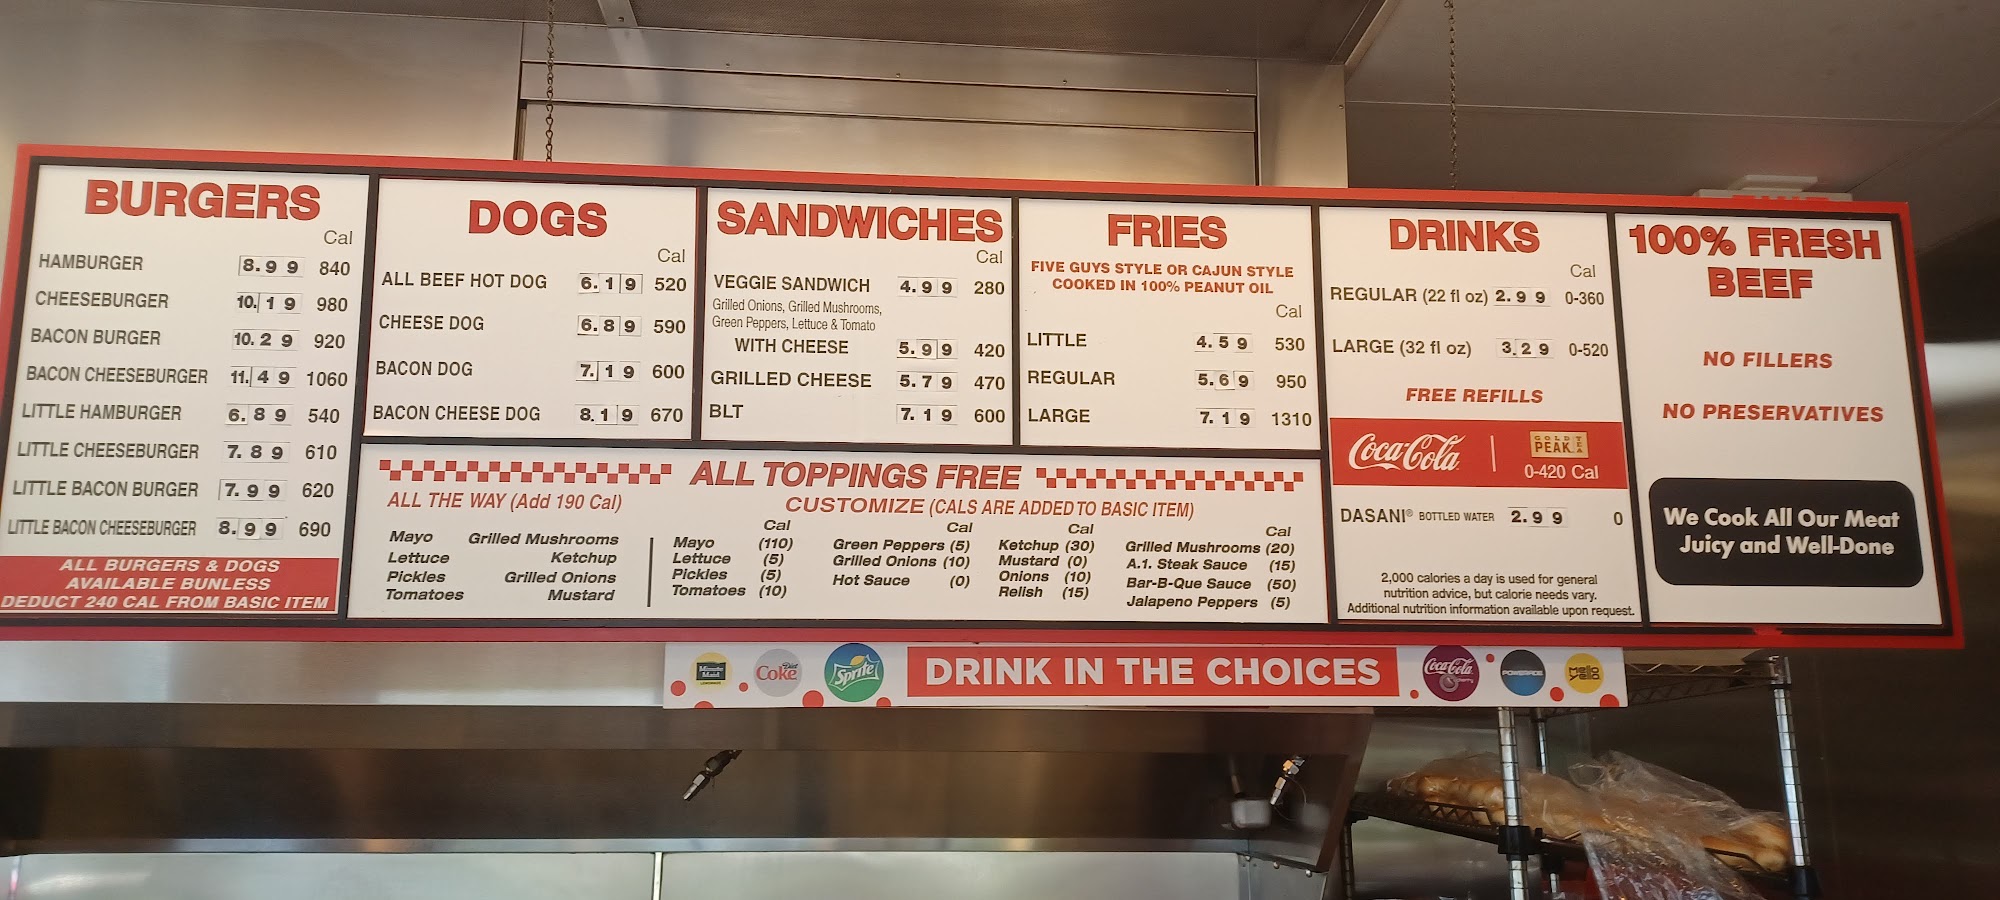 BURGERS
Cal
HAMBURGER 8.99 840
CHEESEBURGER 10.19 980
BACON BURGER 10.29 920
BACON CHEESEBURGER 11.49 1060
LITTLE HAMBURGER 6.89 540
LITTLE CHEESEBURGER 7.89 610
LITTLE BACON BURGER 7.99 620
LITTLE BACON CHEESEBURGER 8.99 690
ALL BURGERS & DOGS
AVAILABLE BUNLESS
DEDUCT 240 CAL FROM BASIC ITEM
DOGS
Cal
ALL BEEF HOT DOG 6.19 520
CHEESE DOG 6.89 590
BACON DOG 7.19 600
BACON CHEESE DOG 8.19 670
SANDWICHES
Cal
VEGGIE SANDWICH 4.99 280
Grilled Onions, Grilled Mushrooms,
Green Peppers, Lettuce & Tomato
WITH CHEESE 5.99 420
GRILLED CHEESE 5.79 470
BLT 7.19 600
FRIES
FIVE GUYS STYLE OR CAJUN STYLE
COOKED IN 100% PEANUT OIL
Cal
LITTLE 4.59 530
REGULAR 5.69 950
LARGE 7.19 1310
ALL TOPPINGS FREE
ALL THE WAY (Add 190 Cal)
Mayo Grilled Mushrooms
Lettuce Ketchup
Pickles Grilled Onions
Tomatoes Mustard
CUSTOMIZE (CALS ARE ADDED TO BASIC ITEM)
Cal
Mayo (110)
Lettuce (5)
Pickles (5)
Tomatoes (10)
Cal
Green Peppers (5)
Grilled Onions (10)
Hot Sauce (0)
Cal
Ketchup (30)
Mustard (0)
Onions (10)
Relish (15)
Cal
Grilled Mushrooms (20)
A.1. Steak Sauce (15)
Bar-B-Que Sauce (50)
Jalapeno Peppers (5)
DRINKS
Cal
REGULAR (22 fl oz) 2.99 0-360
LARGE (32 fl oz) 3.29 0-520
FREE REFILLS
Coca-Cola
GOLD PEAK TEA
0-420 Cal
DASANI® BOTTLED WATER 2.99 0
2,000 calories a day is used for general
nutrition advice, but calorie needs vary.
Additional nutrition information available upon request.
100% FRESH
BEEF
NO FILLERS
NO PRESERVATIVES
We Cook All Our Meat
Juicy and Well-Done
Minute Maid
LEMONADE
Diet
Coke
Sprite
DRINK IN THE CHOICES
Coca-Cola
Cherry
POWERADE
Mello
Yello